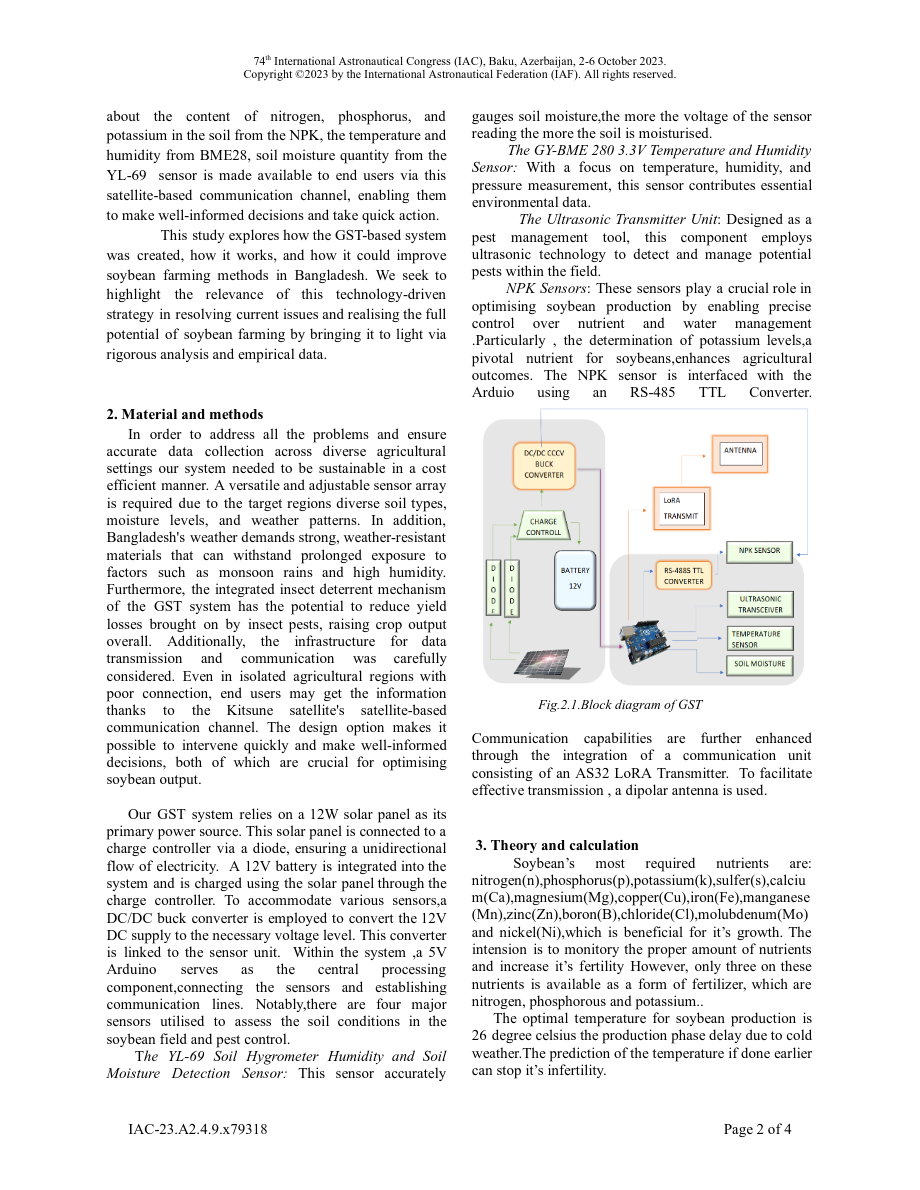 74th International Astronautical Congress (IAC), Baku, Azerbaijan, 2-6 October 2023.
Copyright ©2023 by the International Astronautical Federation (IAF). All rights reserved.
about the content of nitrogen, phosphorus, and
potassium in the soil from the NPK, the temperature and
humidity from BME28, soil moisture quantity from the
YL-69 sensor is made available to end users via this
satellite-based communication channel, enabling them
to make well-informed decisions and take quick action.
This study explores how the GST-based system
was created, how it works, and how it could improve
soybean farming methods in Bangladesh. We seek to
highlight the relevance of this technology-driven
strategy in resolving current issues and realising the full
potential of soybean farming by bringing it to light via
rigorous analysis and empirical data.
2. Material and methods
In order to address all the problems and ensure
accurate data collection across diverse agricultural
settings our system needed to be sustainable in a cost
efficient manner. A versatile and adjustable sensor array
is required due to the target regions diverse soil types,
moisture levels, and weather patterns. In addition,
Bangladesh's weather demands strong, weather-resistant
materials that can withstand prolonged exposure to
factors such as monsoon rains and high humidity.
Furthermore, the integrated insect deterrent mechanism
of the GST system has the potential to reduce yield
losses brought on by insect pests, raising crop output
overall. Additionally, the infrastructure for data
transmission and communication was carefully
considered. Even in isolated agricultural regions with
poor connection, end users may get the information
thanks to the Kitsune satellite's satellite-based
communication channel. The design option makes it
possible to intervene quickly and make well-informed
decisions, both of which are crucial for optimising
soybean output.
Our GST system relies on a 12W solar panel as its
primary power source. This solar panel is connected to a
charge controller via a diode, ensuring a unidirectional
flow of electricity. A 12V battery is integrated into the
system and is charged using the solar panel through the
charge controller. To accommodate various sensors,a
DC/DC buck converter is employed to convert the 12V
DC supply to the necessary voltage level. This converter
is linked to the sensor unit. Within the system ,a 5V
Arduino serves as the central processing
component,connecting the sensors and establishing
communication lines. Notably,there are four major
sensors utilised to assess the soil conditions in the
soybean field and pest control.
The YL-69 Soil Hygrometer Humidity and Soil
Moisture Detection Sensor: This sensor accurately
gauges soil moisture,the more the voltage of the sensor
reading the more the soil is moisturised.
The GY-BME 280 3.3V Temperature and Humidity
Sensor: With a focus on temperature, humidity, and
pressure measurement, this sensor contributes essential
environmental data.
The Ultrasonic Transmitter Unit: Designed as a
pest management tool, this component employs
ultrasonic technology to detect and manage potential
pests within the field.
NPK Sensors: These sensors play a crucial role in
optimising soybean production by enabling precise
control over nutrient and water management
.Particularly , the determination of potassium levels,a
pivotal nutrient for soybeans,enhances agricultural
outcomes. The NPK sensor is interfaced with the
Arduio using an RS-485 TTL Converter.
DC/DC CCCV
BUCK
CONVERTER
ANTENNA
LoRA
TRANSMIT
CHARGE
CONTROLL
NPK SENSOR
BATTERY
12V
D
I
O
D
E
D
I
O
D
E
RS-4885 TTL
CONVERTER
ULTRASONIC
TRANSCEIVER
TEMPERATURE
SENSOR
SOIL MOISTURE
Fig.2.1.Block diagram of GST
Communication capabilities are further enhanced
through the integration of a communication unit
consisting of an AS32 LoRA Transmitter. To facilitate
effective transmission , a dipolar antenna is used.
3. Theory and calculation
Soybean's most required nutrients are:
nitrogen(n),phosphorus(p),potassium(k),sulfer(s),calciu
m(Ca),magnesium(Mg),copper(Cu),iron(Fe),manganese
(Mn),zinc(Zn),boron(B),chloride(Cl),molubdenum(Mo)
and nickel(Ni),which is beneficial for it's growth. The
intension is to monitory the proper amount of nutrients
and increase it's fertility However, only three on these
nutrients is available as a form of fertilizer, which are
nitrogen, phosphorous and potassium..
The optimal temperature for soybean production is
26 degree celsius the production phase delay due to cold
weather.The prediction of the temperature if done earlier
can stop it's infertility.
IAC-23.A2.4.9.x79318
Page 2 of 4